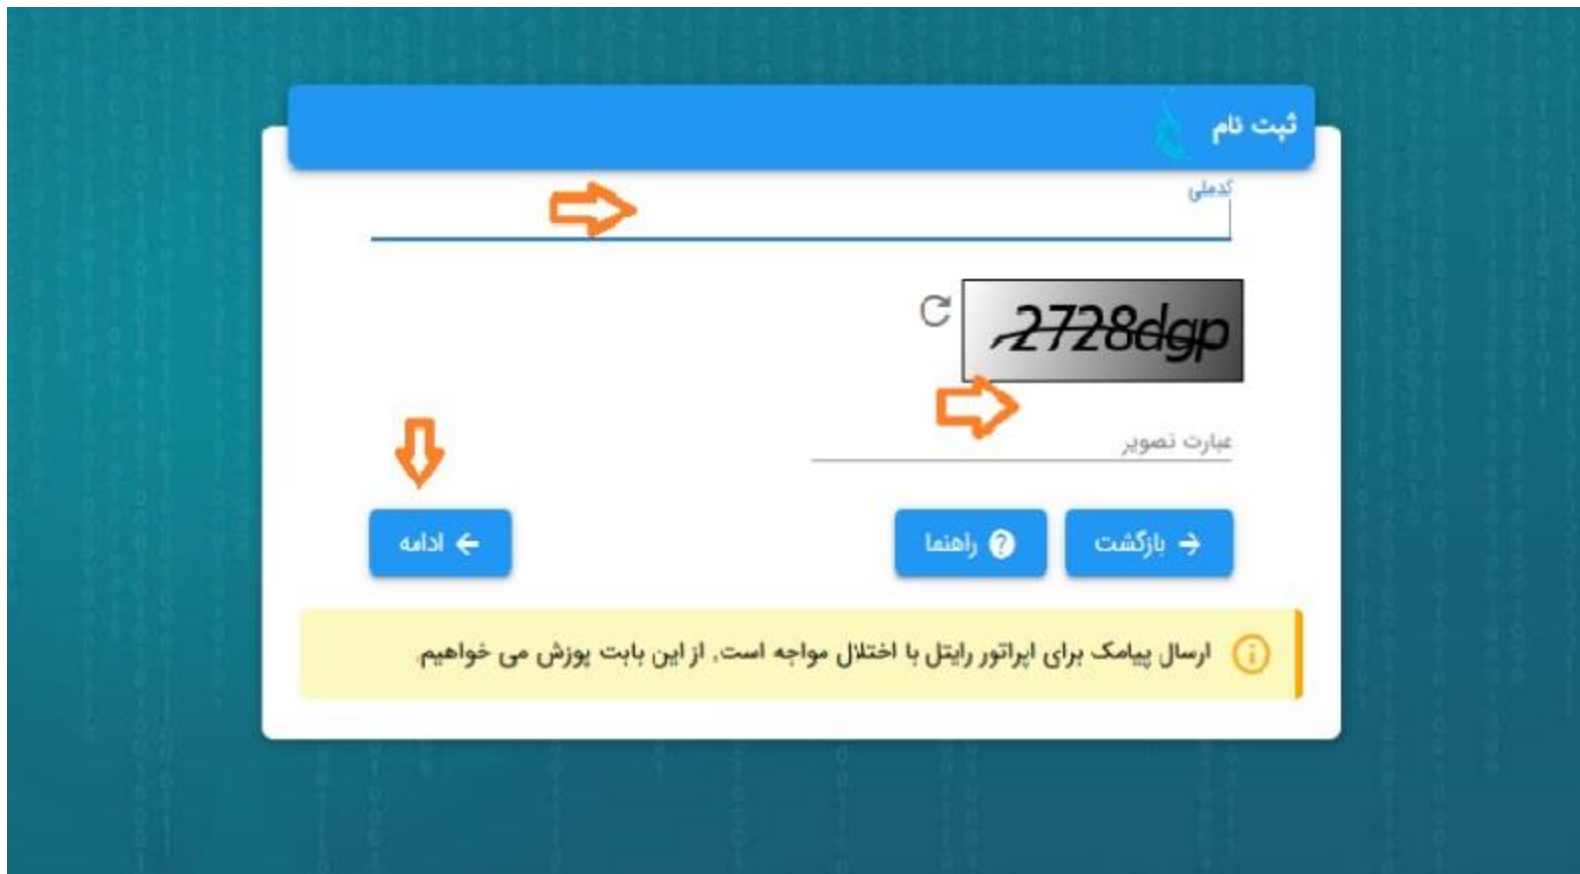 ثبت نام
کدملی
2728dgp
عبارت تصویر
بازگشت
راهنما
ادامه
ارسال پیامک برای اپراتور رایتل با اختلال مواجه است. از این بابت پوزش می خواهیم.